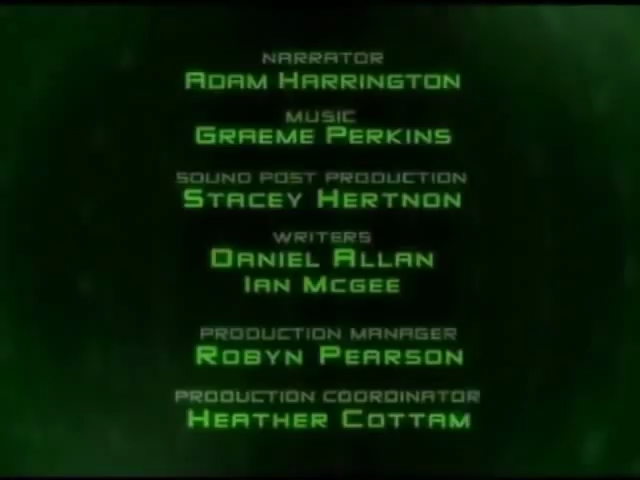 NARRATOR
ADAM HARRINGTON
MUSIC
GRAEME PERKINS
SOUND POST PRODUCTION
STACEY HERTNON
WRITERS
DANIEL ALLAN
IAN MCGEE
PRODUCTION MANAGER
ROBYN PEARSON
PRODUCTION COORDINATOR
HEATHER COTTAM